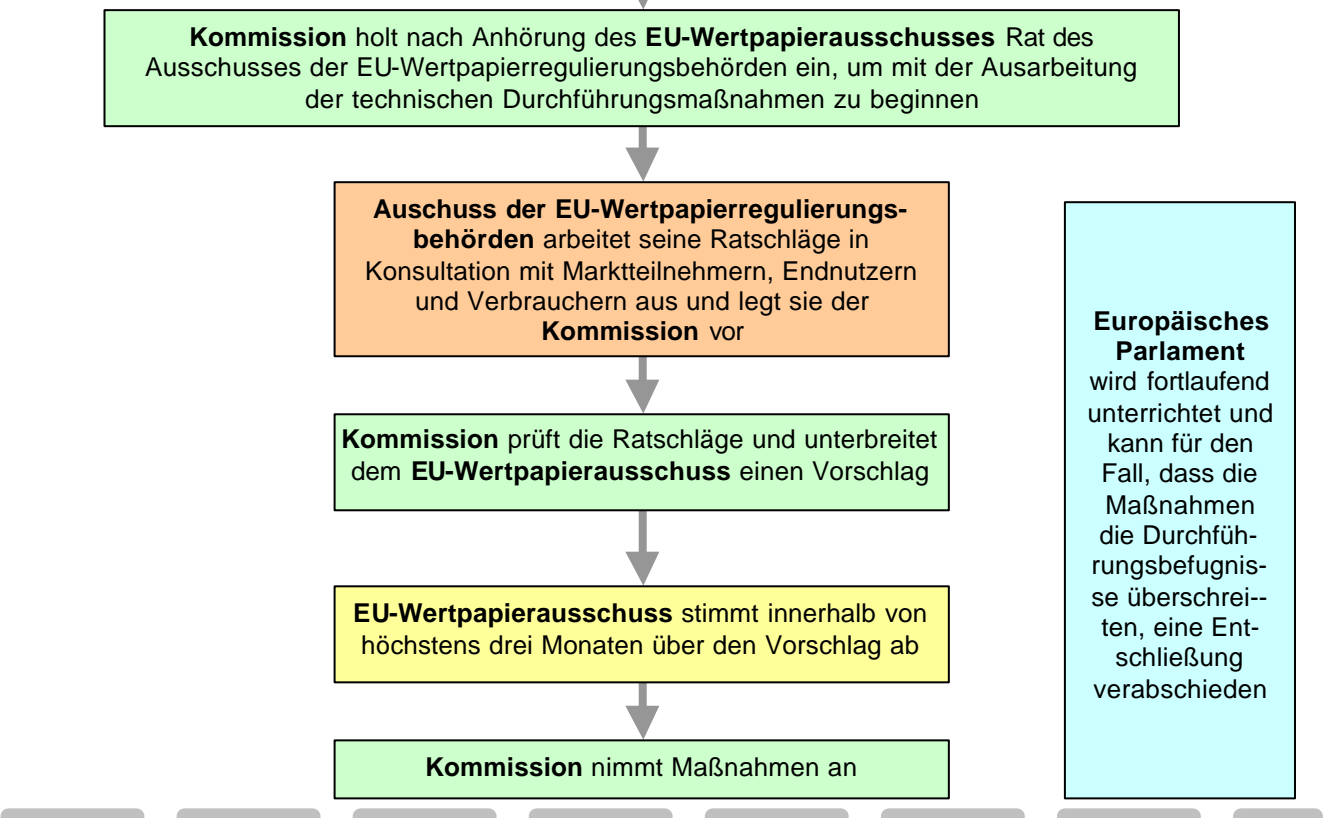 Kommission holt nach Anhörung des EU-Wertpapierausschusses Rat des
Ausschusses der EU-Wertpapierregulierungsbehörden ein, um mit der Ausarbeitung
der technischen Durchführungsmaßnahmen zu beginnen
Auschuss der EU-Wertpapierregulierungs-
behörden arbeitet seine Ratschläge in
Konsultation mit Marktteilnehmern, Endnutzern
und Verbrauchern aus und legt sie der
Kommission vor
Kommission prüft die Ratschläge und unterbreitet
dem EU-Wertpapierausschuss einen Vorschlag
EU-Wertpapierausschuss stimmt innerhalb von
höchstens drei Monaten über den Vorschlag ab
Kommission nimmt Maßnahmen an
Europäisches
Parlament
wird fortlaufend
unterrichtet und
kann für den
Fall, dass die
Maßnahmen
die Durchfüh-
rungsbefugnis-
se überschrei--
ten, eine Ent-
schließung
verabschieden